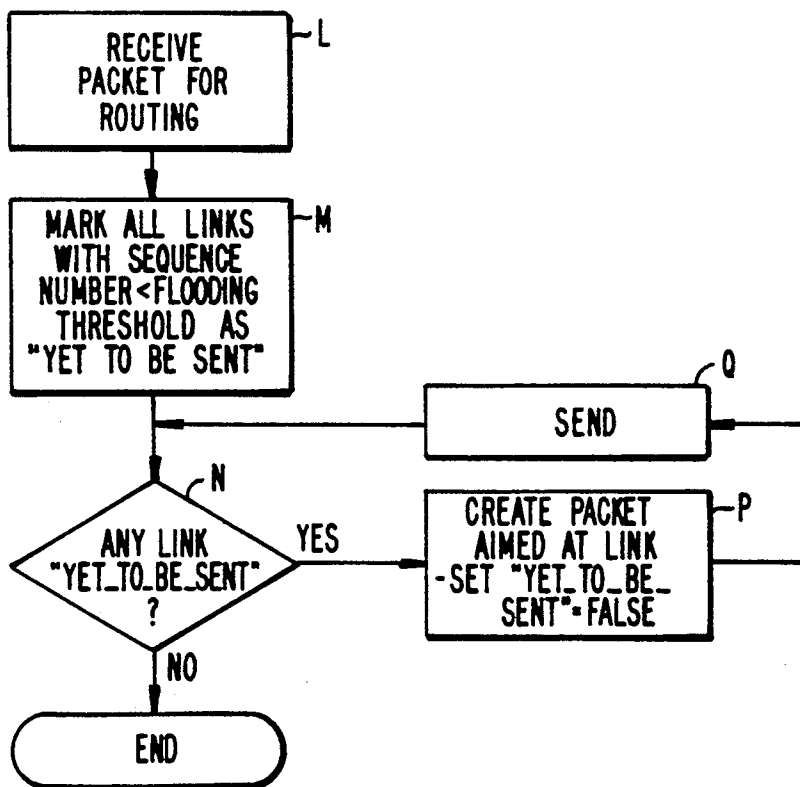 RECEIVE
PACKET FOR
ROUTING
L
MARK ALL LINKS
WITH SEQUENCE
NUMBER<FLOODING
THRESHOLD AS
"YET TO BE SENT"
M
Q
SEND
N
ANY LINK
"YET_TO_BE_SENT"
?
YES
CREATE PACKET
AIMED AT LINK
-SET "YET_TO_BE_
SENT"=FALSE
P
NO
END